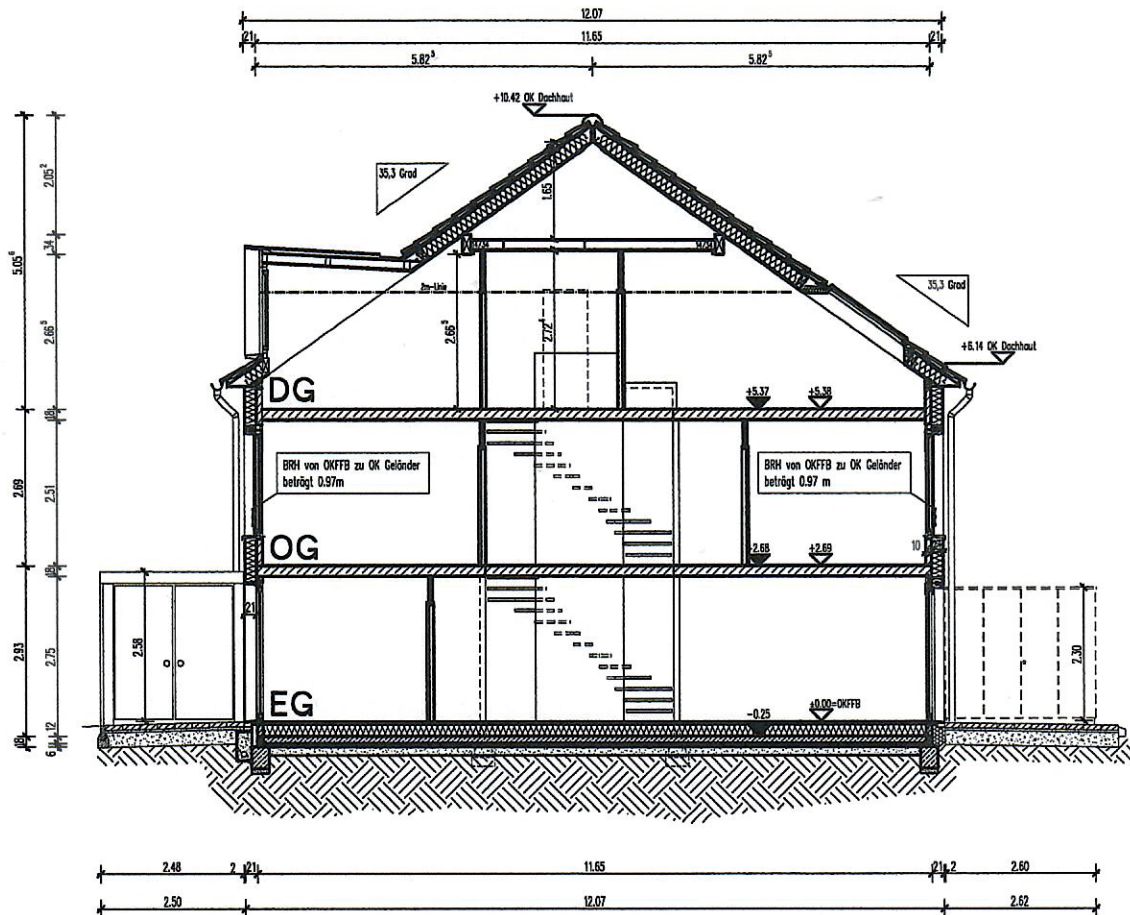 12.07
21 11.65 21
5.82⁵ 5.82⁵
+10.42 OK Dachhaut
35,3 Grad
2.05²
1.65
34
14/34 14/34
5.05⁶
2m-Linie
35,3 Grad
2.66⁵
2.66⁵
+6.14 OK Dachhaut
DG
+5.37 +5.38
18
BRH von OKFFB zu OK Geländer
beträgt 0.97m
BRH von OKFFB zu OK Geländer
beträgt 0.97 m
2.69
2.51
OG
+2.68 +2.69
10
18
21
2.58
2.93
2.75
2.30
EG
-0.25
±0.00=OKFFB
12
18
6
2.48 2 21 11.65 21 2 2.60
2.50 12.07 2.62